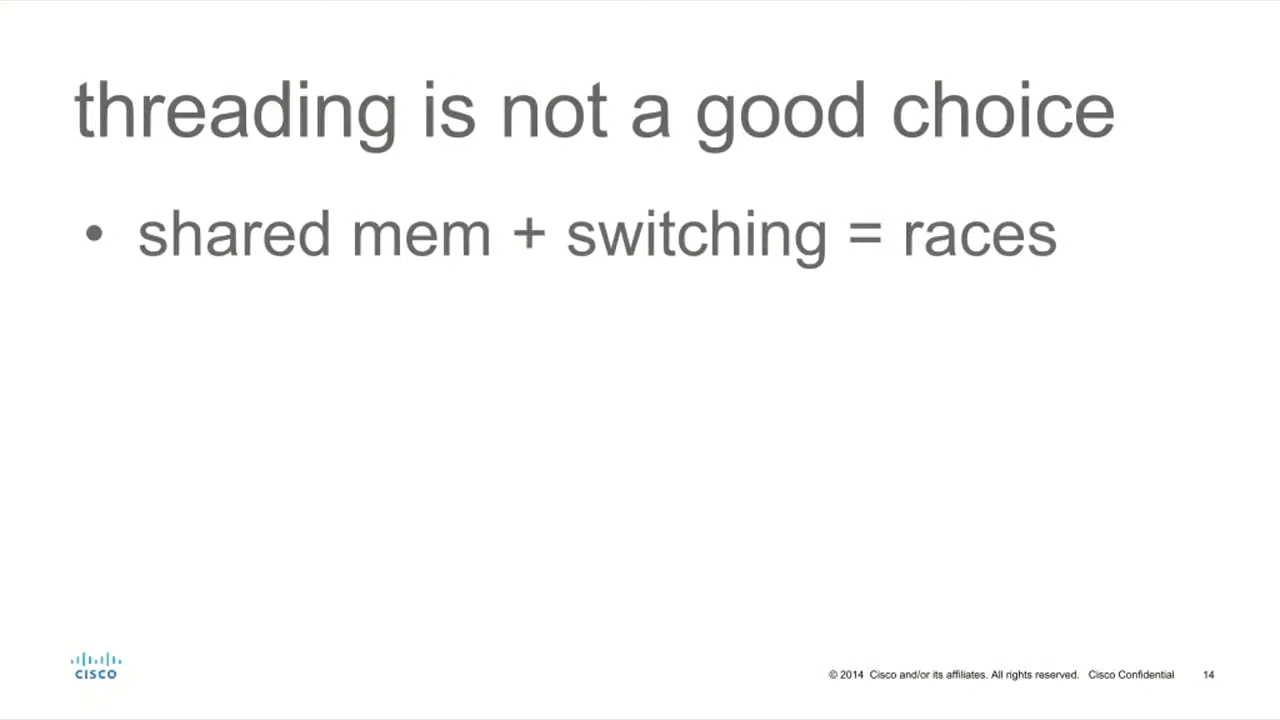 threading is not a good choice
• shared mem + switching = races
CISCO
© 2014 Cisco and/or its affiliates. All rights reserved. Cisco Confidential 14